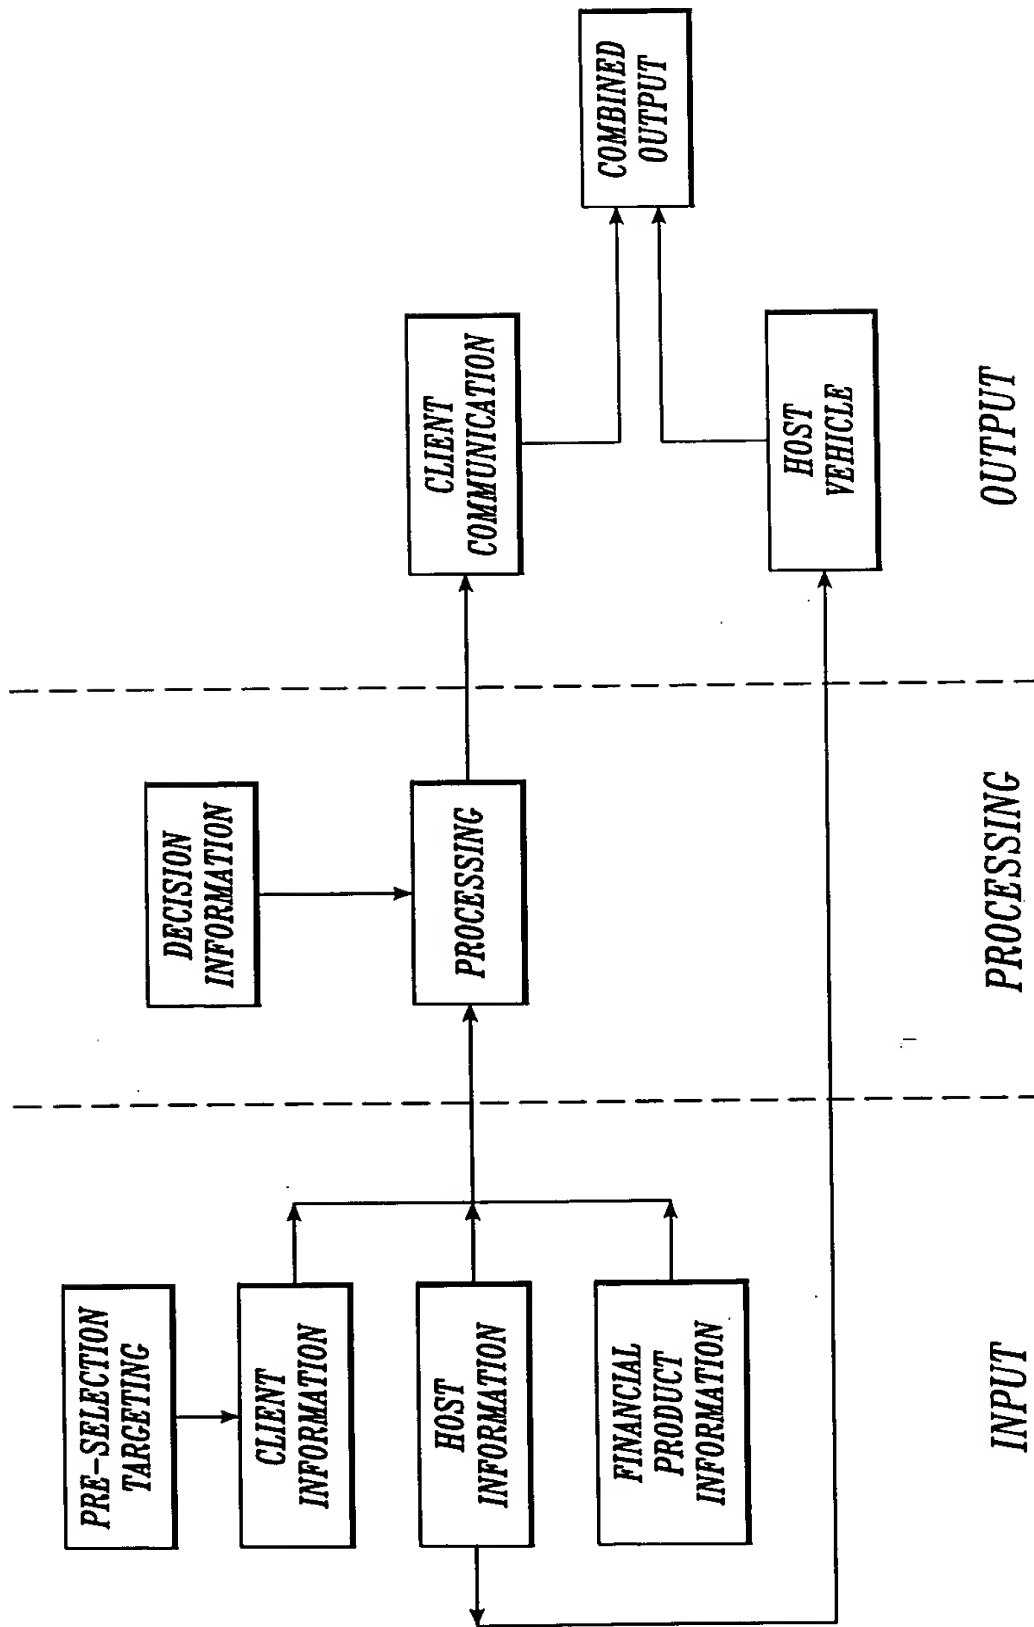 PRE-SELECTION
TARGETING
CLIENT
INFORMATION
HOST
INFORMATION
FINANCIAL
PRODUCT
INFORMATION
INPUT
DECISION
INFORMATION
PROCESSING
PROCESSING
CLIENT
COMMUNICATION
HOST
VEHICLE
COMBINED
OUTPUT
OUTPUT